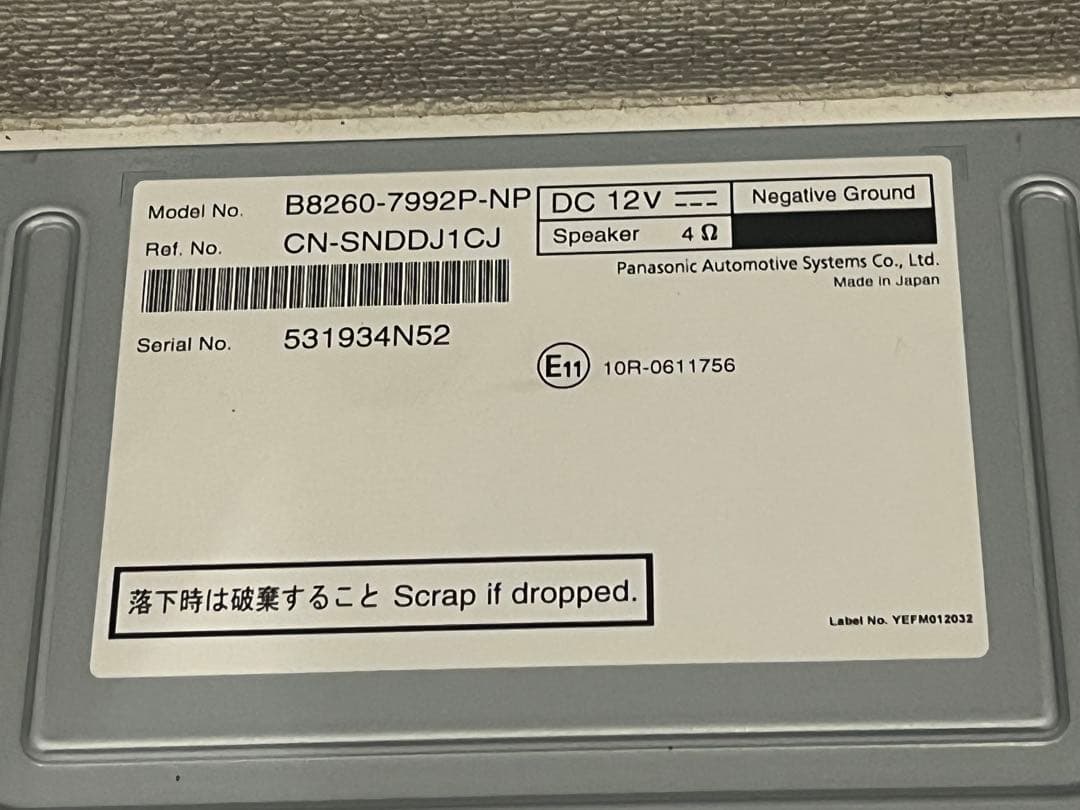 Model No. B8260-7992P-NP
DC 12V ⎓ Negative Ground
Ref. No. CN-SNDDJ1CJ
Speaker 4 Ω
Panasonic Automotive Systems Co., Ltd.
Made in Japan
Serial No. 531934N52
E11 10R-0611756
落下時は破棄すること Scrap if dropped.
Label No. YEFM012032